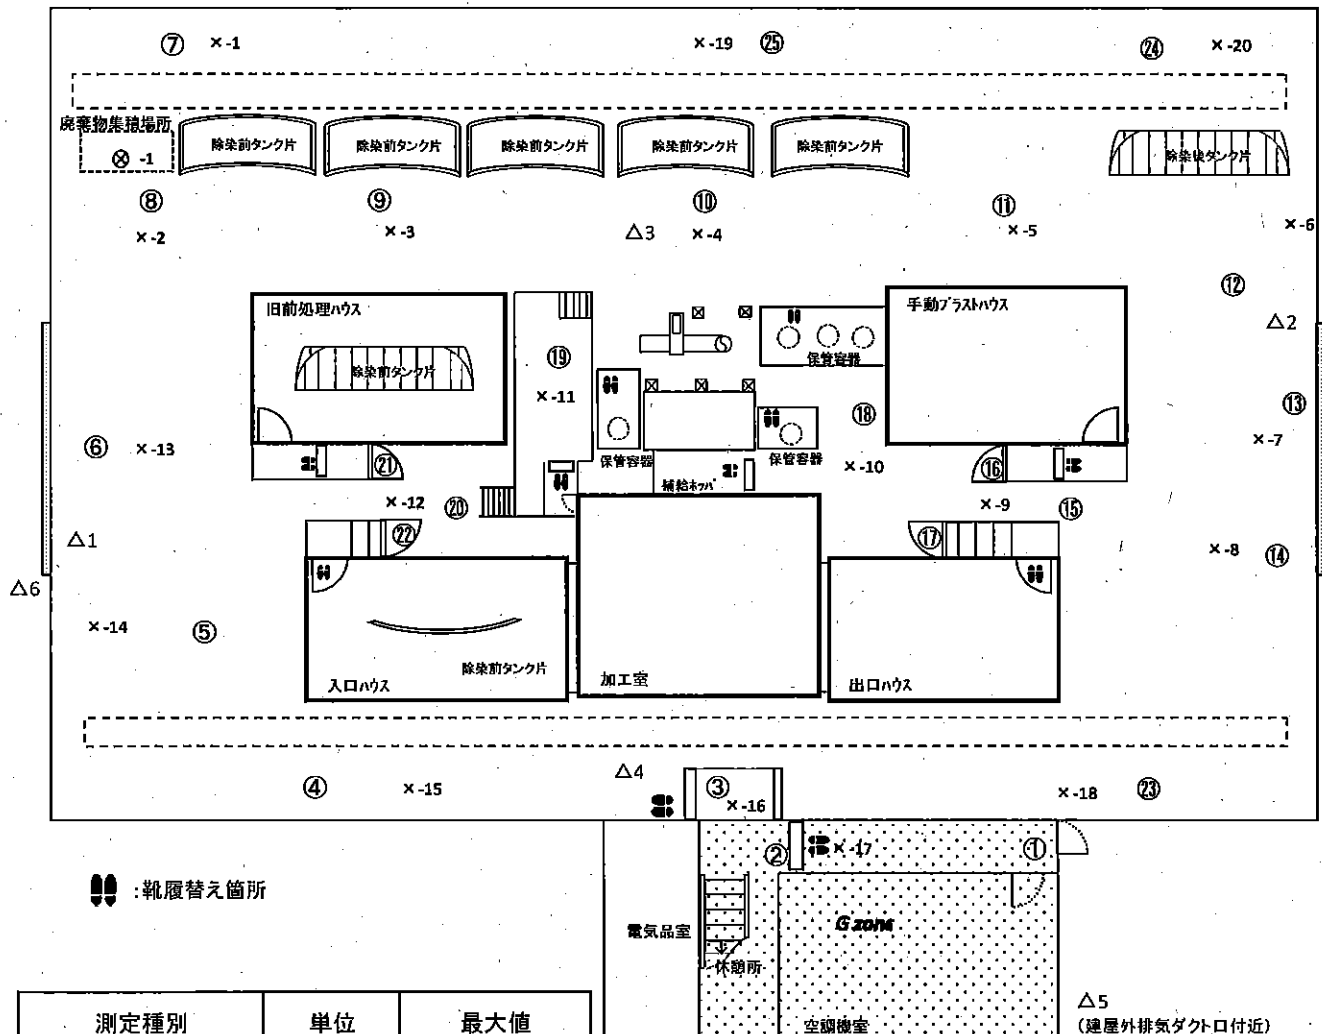 ⑦ ×-1 ×-19 ㉕ ㉔ ×-20
廃棄物集積場所
⊗ -1
除染前タンク片 除染前タンク片 除染前タンク片 除染前タンク片 除染前タンク片 除染後タンク片
⑧ ⑨ ⑩ ⑪
×-2 ×-3 △3 ×-4 ×-5 ×-6
⑫
旧前処理ハウス 手動ブラストハウス
△2
⑲ 保管容器
除染前タンク片
×-11 ⑱ ⑬
⑥ ×-13 ×-7
㉑ 保管容器 保管容器 ×-10 ⑯
補給ホッパ
×-12 ⑳ ×-9 ⑮
△1 ㉒ ⑰ ×-8 ⑭
△6
×-14 ⑤
除染前タンク片
入口ハウス 加工室 出口ハウス
△4
④ ×-15 ③ ×-16 ×-18 ㉓
② ×-17 ①
:靴履替え箇所
電気品室 G zone
休憩所
測定種別 単位 最大値
空調機室
△5
(建屋外排気ダクト口付近)